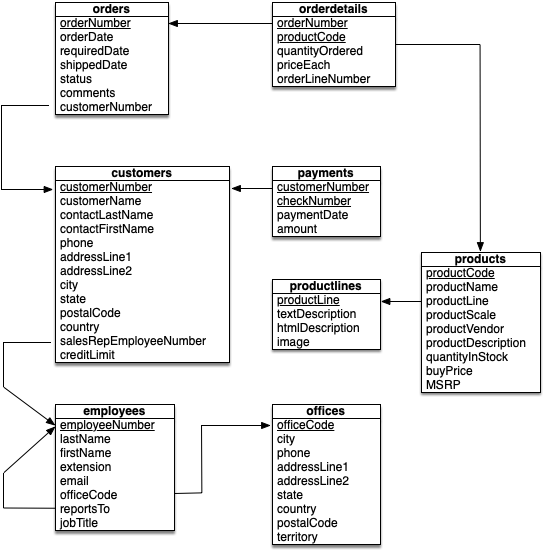 orders
orderNumber
orderDate
requiredDate
shippedDate
status
comments
customerNumber
orderdetails
orderNumber
productCode
quantityOrdered
priceEach
orderLineNumber
customers
customerNumber
customerName
contactLastName
contactFirstName
phone
addressLine1
addressLine2
city
state
postalCode
country
salesRepEmployeeNumber
creditLimit
payments
customerNumber
checkNumber
paymentDate
amount
productlines
productLine
textDescription
htmlDescription
image
products
productCode
productName
productLine
productScale
productVendor
productDescription
quantityInStock
buyPrice
MSRP
employees
employeeNumber
lastName
firstName
extension
email
officeCode
reportsTo
jobTitle
offices
officeCode
city
phone
addressLine1
addressLine2
state
country
postalCode
territory